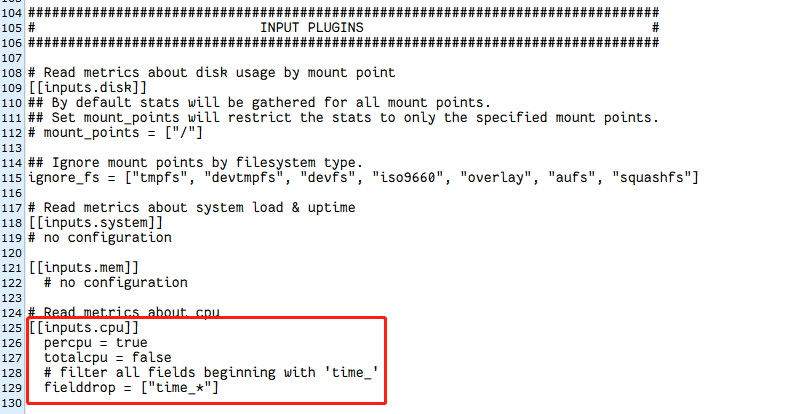 104 ###############################################################################
105 #                            INPUT PLUGINS                                    #
106 ###############################################################################
107
108 # Read metrics about disk usage by mount point
109 [[inputs.disk]]
110 ## By default stats will be gathered for all mount points.
111 ## Set mount_points will restrict the stats to only the specified mount points.
112 # mount_points = ["/"]
113
114 ## Ignore mount points by filesystem type.
115 ignore_fs = ["tmpfs", "devtmpfs", "devfs", "iso9660", "overlay", "aufs", "squashfs"]
116
117 # Read metrics about system load & uptime
118 [[inputs.system]]
119 # no configuration
120
121 [[inputs.mem]]
122   # no configuration
123
124 # Read metrics about cpu
125 [[inputs.cpu]]
126   percpu = true
127   totalcpu = false
128   # filter all fields beginning with 'time_'
129   fielddrop = ["time_*"]
130